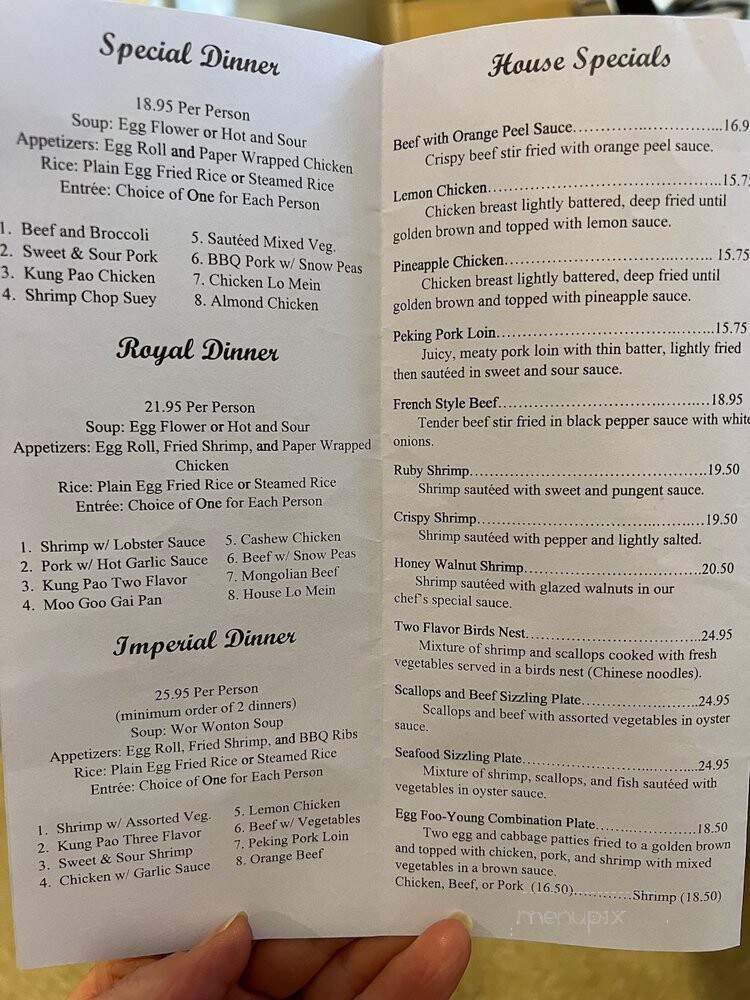 Special Dinner
18.95 Per Person
Soup: Egg Flower or Hot and Sour
Appetizers: Egg Roll and Paper Wrapped Chicken
Rice: Plain Egg Fried Rice or Steamed Rice
Entrée: Choice of One for Each Person
1. Beef and Broccoli
2. Sweet & Sour Pork
3. Kung Pao Chicken
4. Shrimp Chop Suey
5. Sautéed Mixed Veg.
6. BBQ Pork w/ Snow Peas
7. Chicken Lo Mein
8. Almond Chicken
Royal Dinner
21.95 Per Person
Soup: Egg Flower or Hot and Sour
Appetizers: Egg Roll, Fried Shrimp, and Paper Wrapped
Chicken
Rice: Plain Egg Fried Rice or Steamed Rice
Entrée: Choice of One for Each Person
1. Shrimp w/ Lobster Sauce
2. Pork w/ Hot Garlic Sauce
3. Kung Pao Two Flavor
4. Moo Goo Gai Pan
5. Cashew Chicken
6. Beef w/ Snow Peas
7. Mongolian Beef
8. House Lo Mein
Imperial Dinner
25.95 Per Person
(minimum order of 2 dinners)
Soup: Wor Wonton Soup
Appetizers: Egg Roll, Fried Shrimp, and BBQ Ribs
Rice: Plain Egg Fried Rice or Steamed Rice
Entrée: Choice of One for Each Person
1. Shrimp w/ Assorted Veg.
2. Kung Pao Three Flavor
3. Sweet & Sour Shrimp
4. Chicken w/ Garlic Sauce
5. Lemon Chicken
6. Beef w/ Vegetables
7. Peking Pork Loin
8. Orange Beef
House Specials
Beef with Orange Peel Sauce..........................16.9
Crispy beef stir fried with orange peel sauce.
Lemon Chicken..........................................15.7
Chicken breast lightly battered, deep fried until
golden brown and topped with lemon sauce.
Pineapple Chicken...................................... 15.75
Chicken breast lightly battered, deep fried until
golden brown and topped with pineapple sauce.
Peking Pork Loin.......................................15.75
Juicy, meaty pork loin with thin batter, lightly fried
then sautéed in sweet and sour sauce.
French Style Beef.......................................18.95
Tender beef stir fried in black pepper sauce with white
onions.
Ruby Shrimp............................................19.50
Shrimp sautéed with sweet and pungent sauce.
Crispy Shrimp..........................................19.50
Shrimp sautéed with pepper and lightly salted.
Honey Walnut Shrimp................................20.50
Shrimp sautéed with glazed walnuts in our
chef's special sauce.
Two Flavor Birds Nest................................24.95
Mixture of shrimp and scallops cooked with fresh
vegetables served in a birds nest (Chinese noodles).
Scallops and Beef Sizzling Plate.....................24.95
Scallops and beef with assorted vegetables in oyster
sauce.
Seafood Sizzling Plate................................24.95
Mixture of shrimp, scallops, and fish sautéed with
vegetables in oyster sauce.
Egg Foo-Young Combination Plate..................18.50
Two egg and cabbage patties fried to a golden brown
and topped with chicken, pork, and shrimp with mixed
vegetables in a brown sauce.
Chicken, Beef, or Pork (16.50)............Shrimp (18.50)
menupix